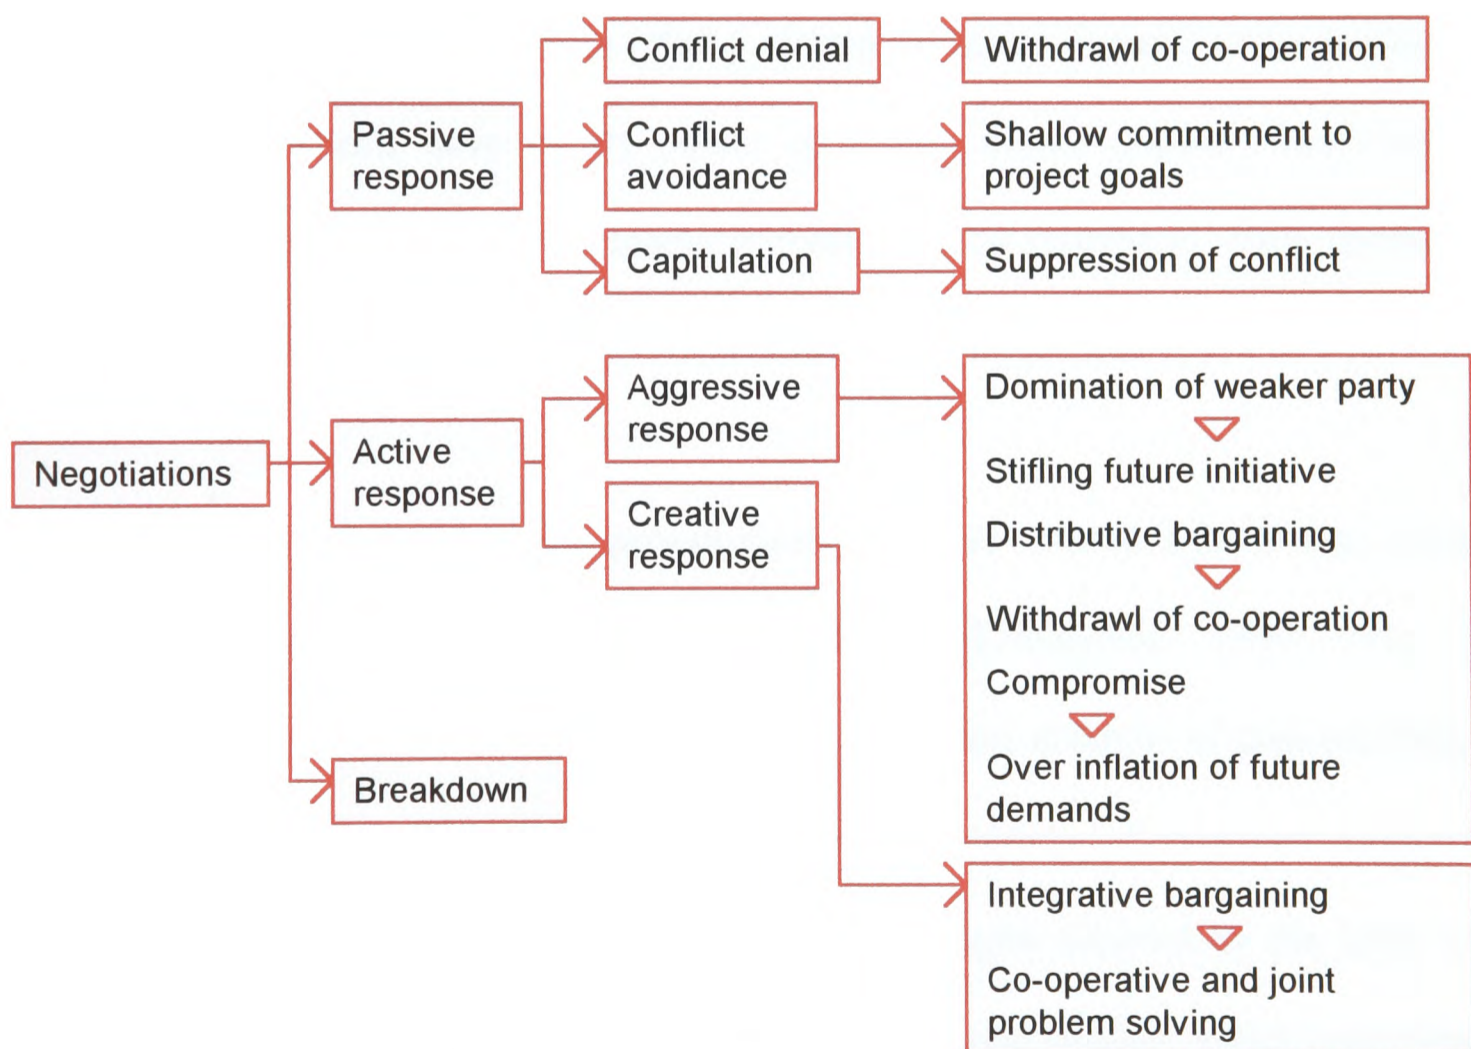 Conflict denial
Withdrawl of co-operation
Passive
response
Conflict
avoidance
Shallow commitment to
project goals
Capitulation
Suppression of conflict
Negotiations
Active
response
Aggressive
response
Creative
response
Domination of weaker party
Stifling future initiative
Distributive bargaining
Withdrawl of co-operation
Compromise
Over inflation of future
demands
Breakdown
Integrative bargaining
Co-operative and joint
problem solving